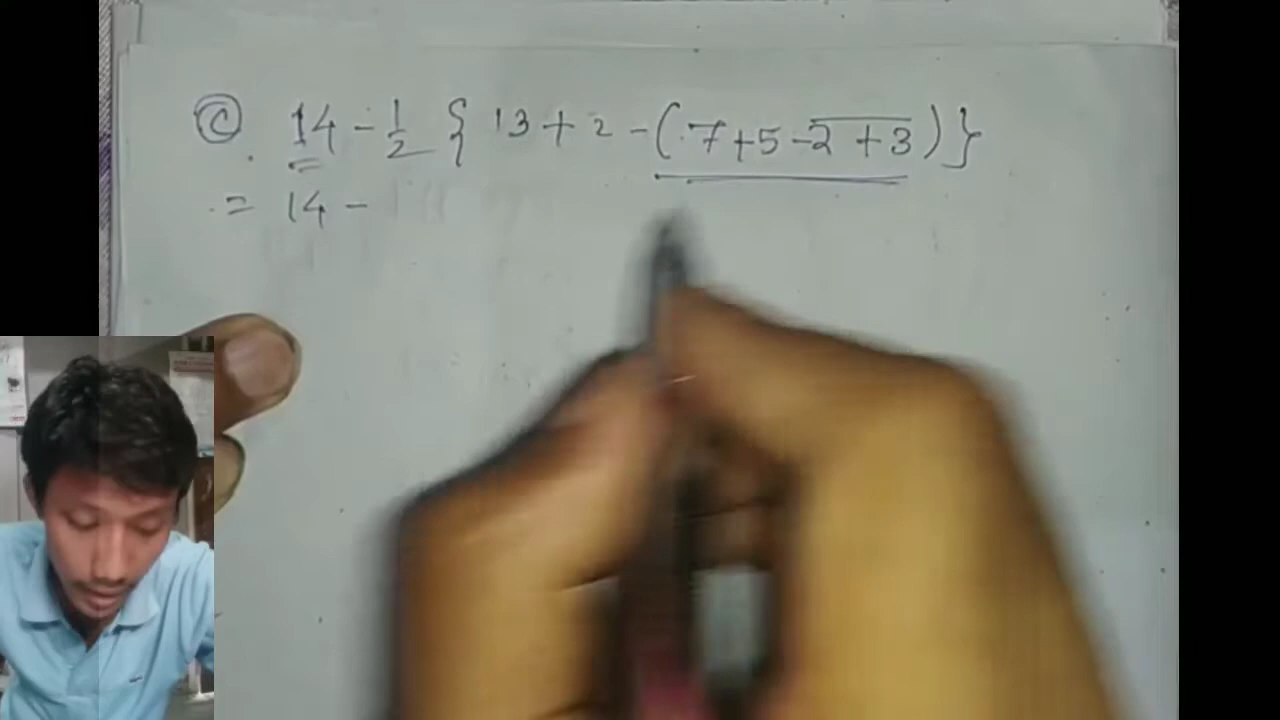 (C) 14 - 1/2 { 13 + 2 - ( 7 + 5 - 2̅ ̅+̅ ̅3̅ ) }
= 14 -